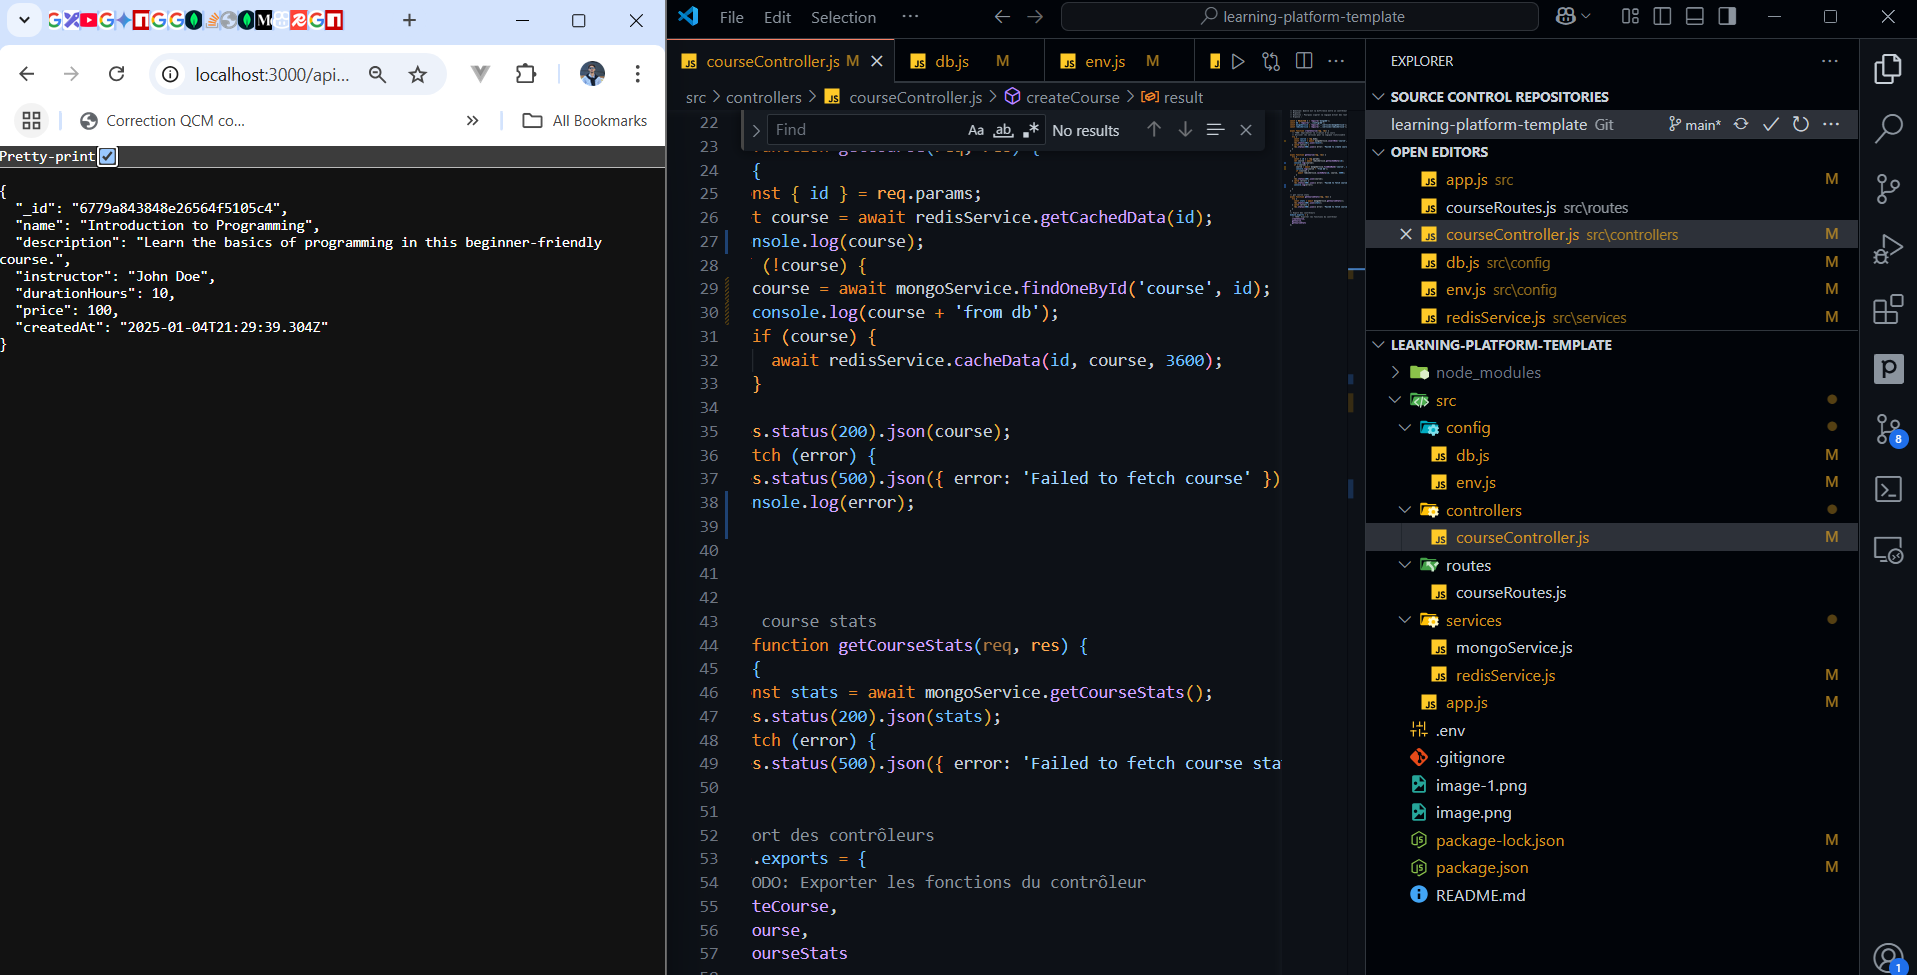 localhost:3000/api...
Correction QCM co...
»
All Bookmarks
Pretty-print
{
"_id": "6779a843848e26564f5105c4",
"name": "Introduction to Programming",
"description": "Learn the basics of programming in this beginner-friendly
course.",
"instructor": "John Doe",
"durationHours": 10,
"price": 100,
"createdAt": "2025-01-04T21:29:39.304Z"
}
File Edit Selection ···
learning-platform-template
courseController.js M
db.js M
env.js M
src > controllers > courseController.js > createCourse > result
Find
Aa ab .*
No results
22
23
24 {
25 nst { id } = req.params;
26 t course = await redisService.getCachedData(id);
27 nsole.log(course);
28 (!course) {
29 course = await mongoService.findOneById('course', id);
30 console.log(course + 'from db');
31 if (course) {
32 await redisService.cacheData(id, course, 3600);
33 }
34
35 s.status(200).json(course);
36 tch (error) {
37 s.status(500).json({ error: 'Failed to fetch course' })
38 nsole.log(error);
39
40
41
42
43 course stats
44 function getCourseStats(req, res) {
45 {
46 nst stats = await mongoService.getCourseStats();
47 s.status(200).json(stats);
48 tch (error) {
49 s.status(500).json({ error: 'Failed to fetch course sta
50
51
52 ort des contrôleurs
53 .exports = {
54 ODO: Exporter les fonctions du contrôleur
55 teCourse,
56 ourse,
57 ourseStats
EXPLORER
SOURCE CONTROL REPOSITORIES
learning-platform-template Git main*
OPEN EDITORS
app.js src M
courseRoutes.js src\routes
courseController.js src\controllers M
db.js src\config M
env.js src\config M
redisService.js src\services M
LEARNING-PLATFORM-TEMPLATE
node_modules
src
config
db.js M
env.js M
controllers
courseController.js M
routes
courseRoutes.js
services
mongoService.js
redisService.js M
app.js M
.env
.gitignore
image-1.png
image.png
package-lock.json M
package.json M
README.md
8
1